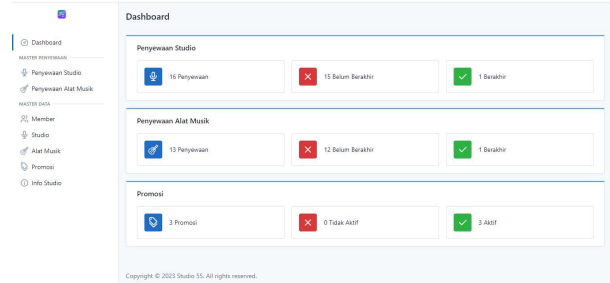 Dashboard
Dashboard
MASTER PENYEWAAN
Penyewaan Studio
Penyewaan Alat Musik
MASTER DATA
Member
Studio
Alat Musik
Promosi
Info Studio
Penyewaan Studio
16 Penyewaan
15 Belum Berakhir
1 Berakhir
Penyewaan Alat Musik
13 Penyewaan
12 Belum Berakhir
1 Berakhir
Promosi
3 Promosi
0 Tidak Aktif
3 Aktif
Copyright © 2023 Studio 55. All rights reserved.